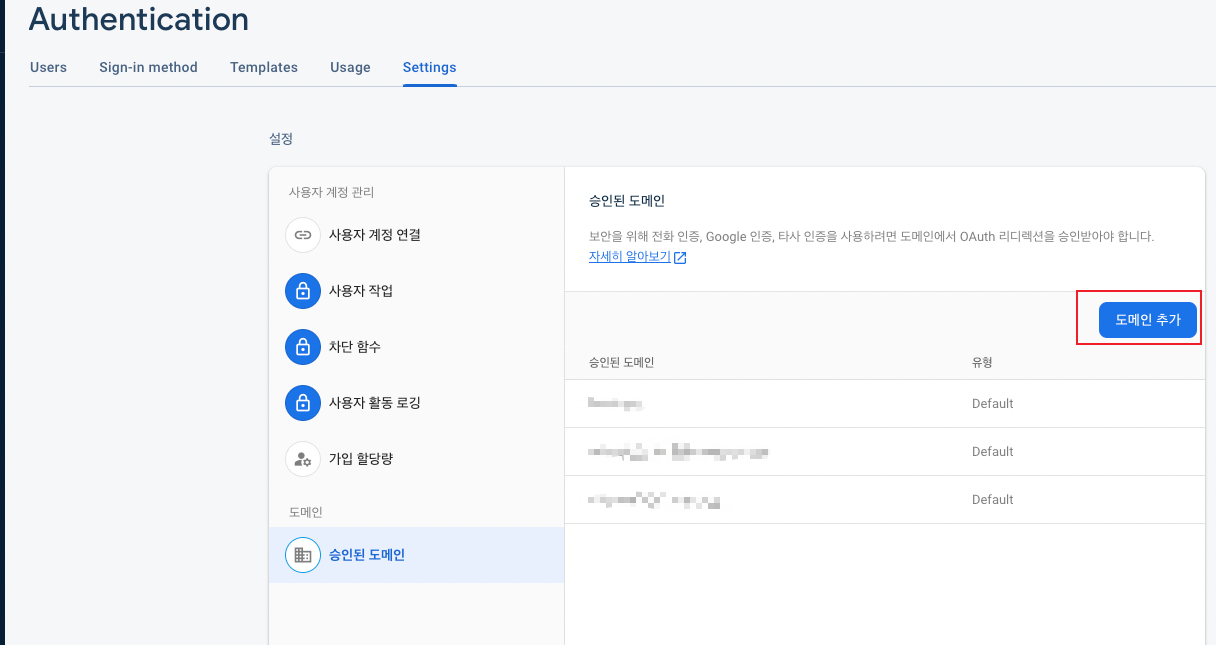 Authentication
Users Sign-in method Templates Usage Settings
설정
사용자 계정 관리
사용자 계정 연결
사용자 작업
차단 함수
사용자 활동 로깅
가입 할당량
도메인
승인된 도메인
승인된 도메인
보안을 위해 전화 인증, Google 인증, 타사 인증을 사용하려면 도메인에서 OAuth 리디렉션을 승인받아야 합니다.
자세히 알아보기
도메인 추가
승인된 도메인 유형
Default
Default
Default